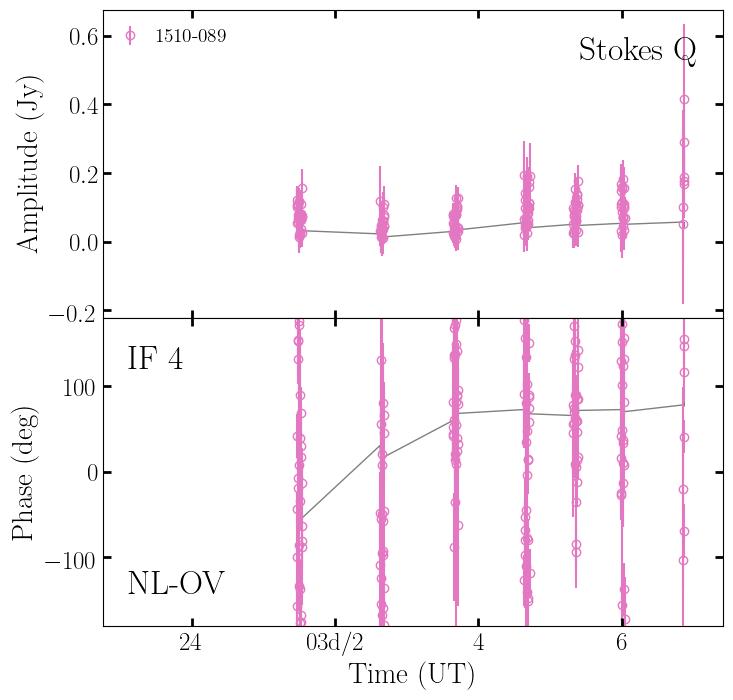 1510-089
Stokes Q
Amplitude (Jy)
0.6
0.4
0.2
0.0
−0.2
IF 4
NL-OV
Phase (deg)
100
0
−100
24 03d/2 4 6
Time (UT)